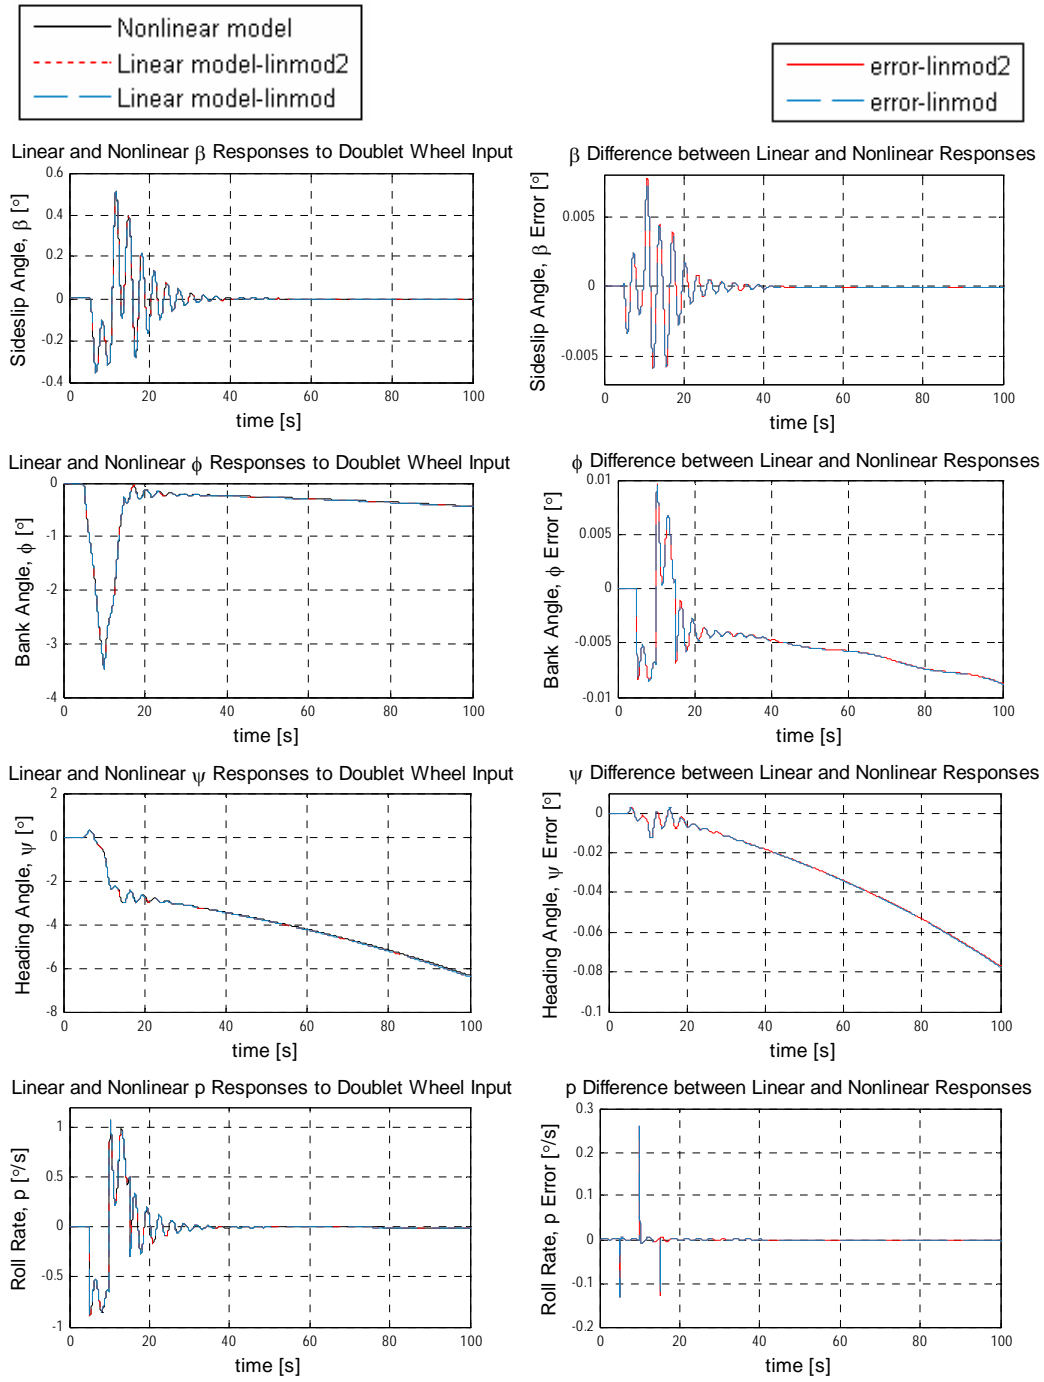 Nonlinear model
Linear model-linmod2
Linear model-linmod
error-linmod2
error-linmod
Linear and Nonlinear β Responses to Doublet Wheel Input
Sideslip Angle, β [°]
0.6
0.4
0.2
0
-0.2
-0.4
0 20 40 60 80 100
time [s]
β Difference between Linear and Nonlinear Responses
Sideslip Angle, β Error [°]
0.005
0
-0.005
0 20 40 60 80 100
time [s]
Linear and Nonlinear ϕ Responses to Doublet Wheel Input
Bank Angle, ϕ [°]
0
-1
-2
-3
-4
0 20 40 60 80 100
time [s]
ϕ Difference between Linear and Nonlinear Responses
Bank Angle, ϕ Error [°]
0.01
0.005
0
-0.005
-0.01
0 20 40 60 80 100
time [s]
Linear and Nonlinear ψ Responses to Doublet Wheel Input
Heading Angle, ψ [°]
2
0
-2
-4
-6
-8
0 20 40 60 80 100
time [s]
ψ Difference between Linear and Nonlinear Responses
Heading Angle, ψ Error [°]
0
-0.02
-0.04
-0.06
-0.08
-0.1
0 20 40 60 80 100
time [s]
Linear and Nonlinear p Responses to Doublet Wheel Input
Roll Rate, p [°/s]
1
0.5
0
-0.5
-1
0 20 40 60 80 100
time [s]
p Difference between Linear and Nonlinear Responses
Roll Rate, p Error [°/s]
0.3
0.2
0.1
0
-0.1
-0.2
0 20 40 60 80 100
time [s]